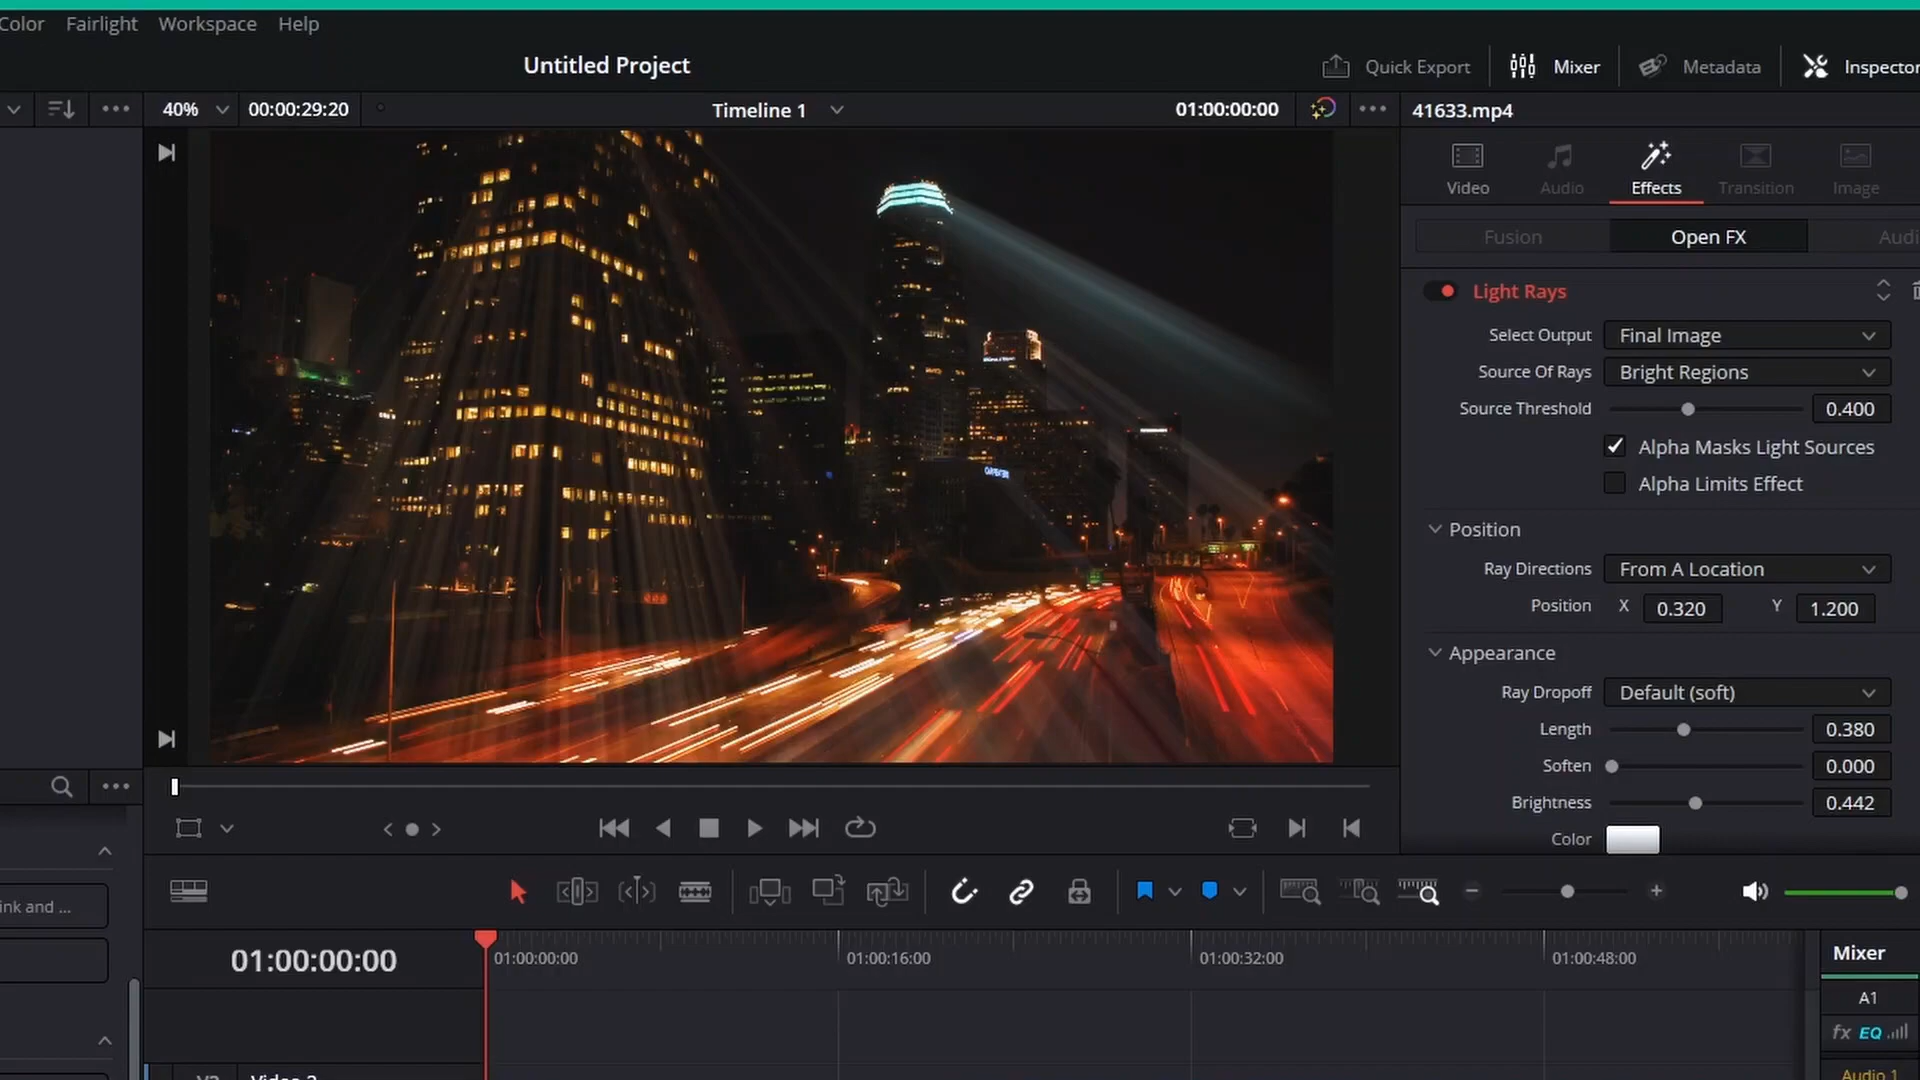 Color Fairlight Workspace Help
Untitled Project
Quick Export Mixer Metadata Inspector
40% 00:00:29:20 Timeline 1 01:00:00:00 41633.mp4
Video Audio Effects Transition Image
Fusion Open FX Audi
Light Rays
Select Output Final Image
Source Of Rays Bright Regions
Source Threshold 0.400
Alpha Masks Light Sources
Alpha Limits Effect
Position
Ray Directions From A Location
Position X 0.320 Y 1.200
Appearance
Ray Dropoff Default (soft)
Length 0.380
Soften 0.000
Brightness 0.442
Color
ink and ...
01:00:00:00
01:00:00:00 01:00:16:00 01:00:32:00 01:00:48:00
Mixer
A1
fx EQ
Audio 1
V2 Video 2